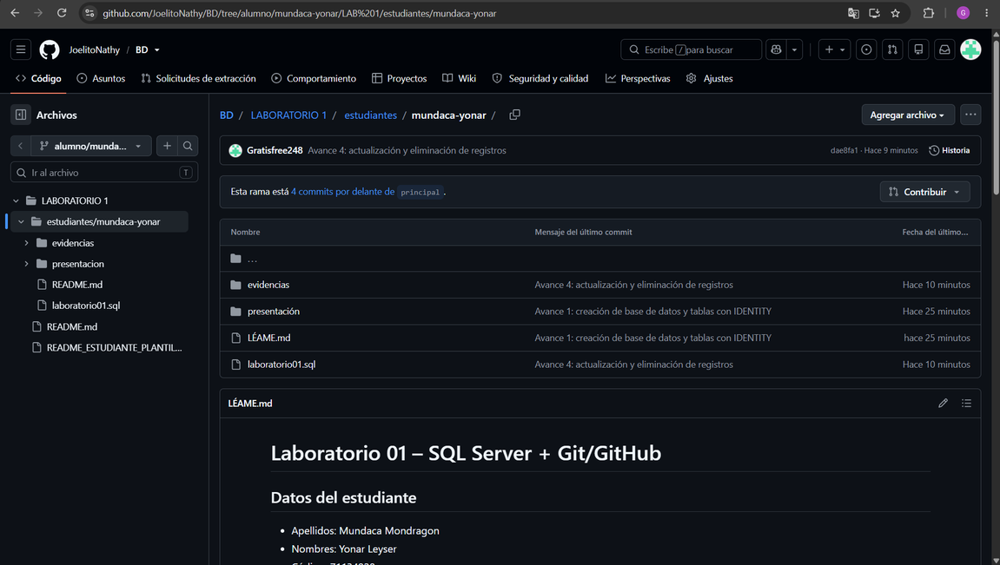 github.com/JoelitoNathy/BD/tree/alumno/mundaca-yonar/LAB%201/estudiantes/mundaca-yonar
G
JoelitoNathy / BD
Escribe / para buscar
Código Asuntos Solicitudes de extracción Comportamiento Proyectos Wiki Seguridad y calidad Perspectivas Ajustes
Archivos
alumno/munda...
Ir al archivo T
LABORATORIO 1
estudiantes/mundaca-yonar
evidencias
presentacion
README.md
laboratorio01.sql
README.md
README_ESTUDIANTE_PLANTIL...
BD / LABORATORIO 1 / estudiantes / mundaca-yonar /
Agregar archivo
Gratisfree248 Avance 4: actualización y eliminación de registros
dae8fa1 · Hace 9 minutos Historia
Esta rama está 4 commits por delante de principal .
Contribuir
Nombre Mensaje del último commit Fecha del último...
...
evidencias Avance 4: actualización y eliminación de registros Hace 10 minutos
presentación Avance 1: creación de base de datos y tablas con IDENTITY Hace 25 minutos
LÉAME.md Avance 1: creación de base de datos y tablas con IDENTITY hace 25 minutos
laboratorio01.sql Avance 4: actualización y eliminación de registros Hace 10 minutos
LÉAME.md
Laboratorio 01 – SQL Server + Git/GitHub
Datos del estudiante
Apellidos: Mundaca Mondragon
Nombres: Yonar Leyser